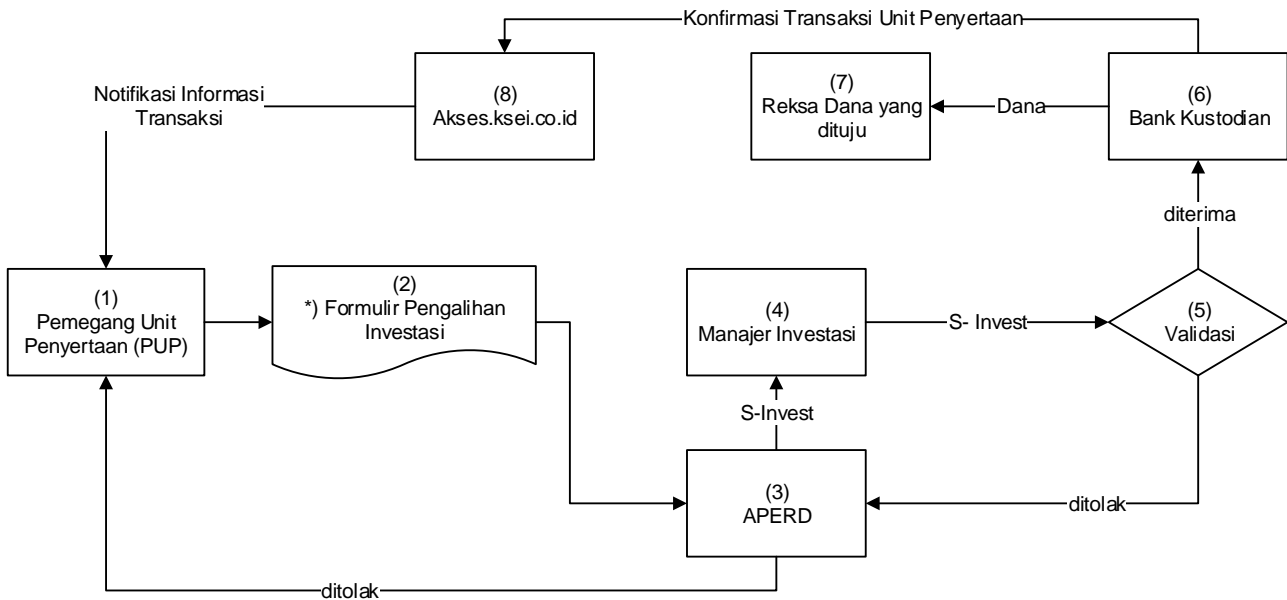 Konfirmasi Transaksi Unit Penyertaan
(8)
Akses.ksei.co.id
(7)
Reksa Dana yang
dituju
Dana
(6)
Bank Kustodian
Notifikasi Informasi
Transaksi
diterima
(1)
Pemegang Unit
Penyertaan (PUP)
(2)
*) Formulir Pengalihan
Investasi
(4)
Manajer Investasi
S- Invest
(5)
Validasi
S-Invest
(3)
APERD
ditolak
ditolak